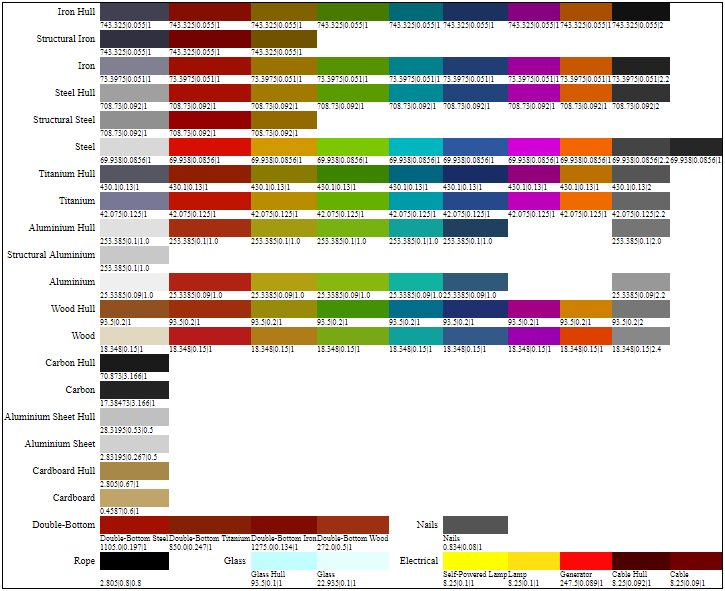 Iron Hull
743.325|0.055|1 743.325|0.055|1 743.325|0.055|1 743.325|0.055|1 743.325|0.055|1 743.325|0.055|1 743.325|0.055|1 743.325|0.055|1 743.325|0.055|2
Structural Iron
743.325|0.055|1 743.325|0.055|1 743.325|0.055|1
Iron
73.3975|0.051|1 73.3975|0.051|1 73.3975|0.051|1 73.3975|0.051|1 73.3975|0.051|1 73.3975|0.051|1 73.3975|0.051|1 73.3975|0.051|1 73.3975|0.051|2.2
Steel Hull
708.73|0.092|1 708.73|0.092|1 708.73|0.092|1 708.73|0.092|1 708.73|0.092|1 708.73|0.092|1 708.73|0.092|1 708.73|0.092|1 708.73|0.092|2
Structural Steel
708.73|0.092|1 708.73|0.092|1 708.73|0.092|1
Steel
69.938|0.0856|1 69.938|0.0856|1 69.938|0.0856|1 69.938|0.0856|1 69.938|0.0856|1 69.938|0.0856|1 69.938|0.0856|1 69.938|0.0856|1 69.938|0.0856|2.2 69.938|0.0856|1
Titanium Hull
430.1|0.13|1 430.1|0.13|1 430.1|0.13|1 430.1|0.13|1 430.1|0.13|1 430.1|0.13|1 430.1|0.13|1 430.1|0.13|1 430.1|0.13|2
Titanium
42.075|0.125|1 42.075|0.125|1 42.075|0.125|1 42.075|0.125|1 42.075|0.125|1 42.075|0.125|1 42.075|0.125|1 42.075|0.125|1 42.075|0.125|2.2
Aluminium Hull
253.385|0.1|1.0 253.385|0.1|1.0 253.385|0.1|1.0 253.385|0.1|1.0 253.385|0.1|1.0 253.385|0.1|1.0 253.385|0.1|2.0
Structural Aluminium
253.385|0.1|1.0
Aluminium
25.3385|0.09|1.0 25.3385|0.09|1.0 25.3385|0.09|1.0 25.3385|0.09|1.0 25.3385|0.09|1.0 25.3385|0.09|1.0 25.3385|0.09|2.2
Wood Hull
93.5|0.2|1 93.5|0.2|1 93.5|0.2|1 93.5|0.2|1 93.5|0.2|1 93.5|0.2|1 93.5|0.2|1 93.5|0.2|1 93.5|0.2|2
Wood
18.348|0.15|1 18.348|0.15|1 18.348|0.15|1 18.348|0.15|1 18.348|0.15|1 18.348|0.15|1 18.348|0.15|1 18.348|0.15|1 18.348|0.15|2.4
Carbon Hull
70.873|3.166|1
Carbon
17.38473|3.166|1
Aluminium Sheet Hull
28.3195|0.53|0.5
Aluminium Sheet
2.83195|0.267|0.5
Cardboard Hull
2.805|0.67|1
Cardboard
0.4587|0.6|1
Double-Bottom Nails
Double-Bottom Steel Double-Bottom Titanium Double-Bottom Iron Double-Bottom Wood Nails
1105.0|0.197|1 850.0|0.247|1 1275.0|0.134|1 272.0|0.5|1 0.834|0.08|1
Rope Glass Electrical
Glass Hull Glass Self-Powered Lamp Lamp Generator Cable Hull Cable
2.805|0.8|0.8 93.5|0.1|1 22.935|0.1|1 8.25|0.1|1 8.25|0.1|1 247.5|0.089|1 8.25|0.092|1 8.25|0.09|1